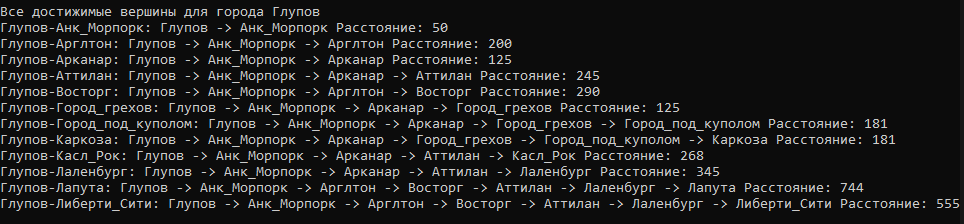 Все достижимые вершины для города Глупов
Глупов-Анк_Морпорк: Глупов -> Анк_Морпорк Расстояние: 50
Глупов-Арглтон: Глупов -> Анк_Морпорк -> Арглтон Расстояние: 200
Глупов-Арканар: Глупов -> Анк_Морпорк -> Арканар Расстояние: 125
Глупов-Аттилан: Глупов -> Анк_Морпорк -> Арканар -> Аттилан Расстояние: 245
Глупов-Восторг: Глупов -> Анк_Морпорк -> Арглтон -> Восторг Расстояние: 290
Глупов-Город_грехов: Глупов -> Анк_Морпорк -> Арканар -> Город_грехов Расстояние: 125
Глупов-Город_под_куполом: Глупов -> Анк_Морпорк -> Арканар -> Город_грехов -> Город_под_куполом Расстояние: 181
Глупов-Каркоза: Глупов -> Анк_Морпорк -> Арканар -> Город_грехов -> Город_под_куполом -> Каркоза Расстояние: 181
Глупов-Касл_Рок: Глупов -> Анк_Морпорк -> Арканар -> Аттилан -> Касл_Рок Расстояние: 268
Глупов-Лаленбург: Глупов -> Анк_Морпорк -> Арканар -> Аттилан -> Лаленбург Расстояние: 345
Глупов-Лапута: Глупов -> Анк_Морпорк -> Арглтон -> Восторг -> Аттилан -> Лаленбург -> Лапута Расстояние: 744
Глупов-Либерти_Сити: Глупов -> Анк_Морпорк -> Арглтон -> Восторг -> Аттилан -> Лаленбург -> Либерти_Сити Расстояние: 555